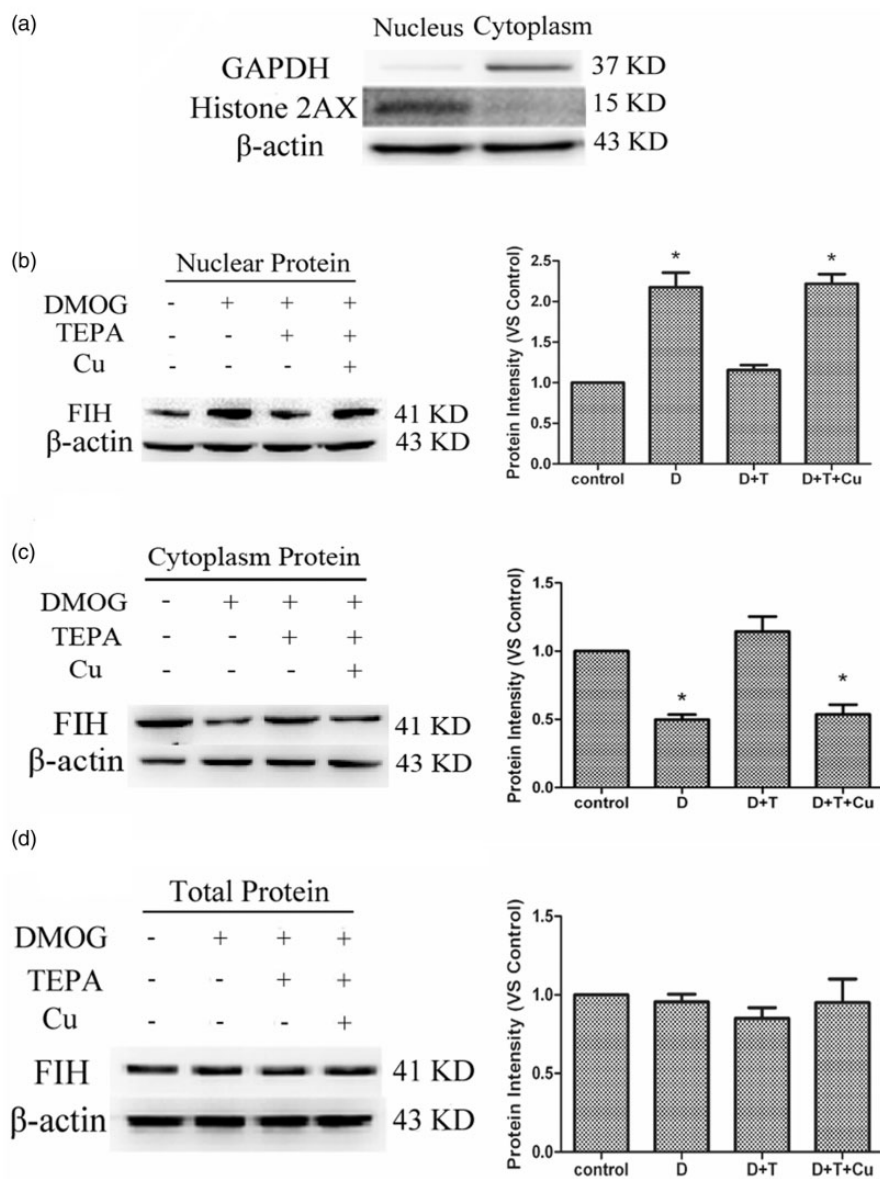 (a)
Nucleus Cytoplasm
GAPDH 37 KD
Histone 2AX 15 KD
β-actin 43 KD
(b)
Nuclear Protein
DMOG - + + +
TEPA - - + +
Cu - - - +
FIH 41 KD
β-actin 43 KD
Protein Intensity (VS Control)
2.5
2.0
1.5
1.0
0.5
0.0
* *
control D D+T D+T+Cu
(c)
Cytoplasm Protein
DMOG - + + +
TEPA - - + +
Cu - - - +
FIH 41 KD
β-actin 43 KD
Protein Intensity (VS Control)
1.5
1.0
0.5
0.0
* *
control D D+T D+T+Cu
(d)
Total Protein
DMOG - + + +
TEPA - - + +
Cu - - - +
FIH 41 KD
β-actin 43 KD
Protein Intensity (VS Control)
1.5
1.0
0.5
0.0
control D D+T D+T+Cu